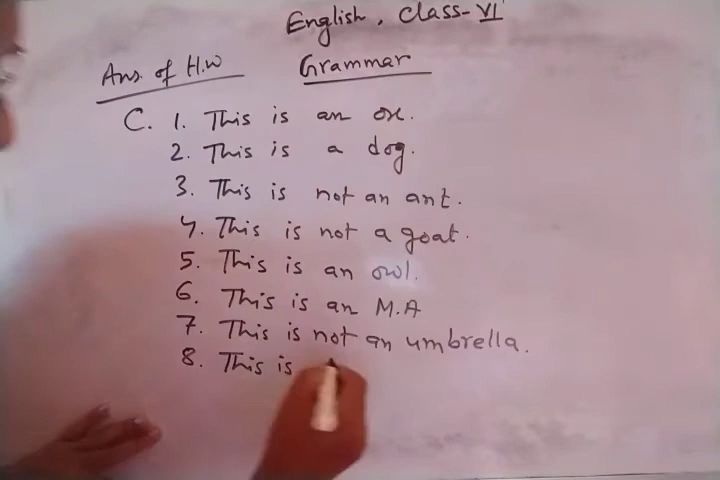 English, Class-VI
Ans. of H.W Grammar
C. 1. This is an ox.
2. This is a dog.
3. This is not an ant.
4. This is not a goat.
5. This is an owl.
6. This is an M.A
7. This is not an umbrella.
8. This is